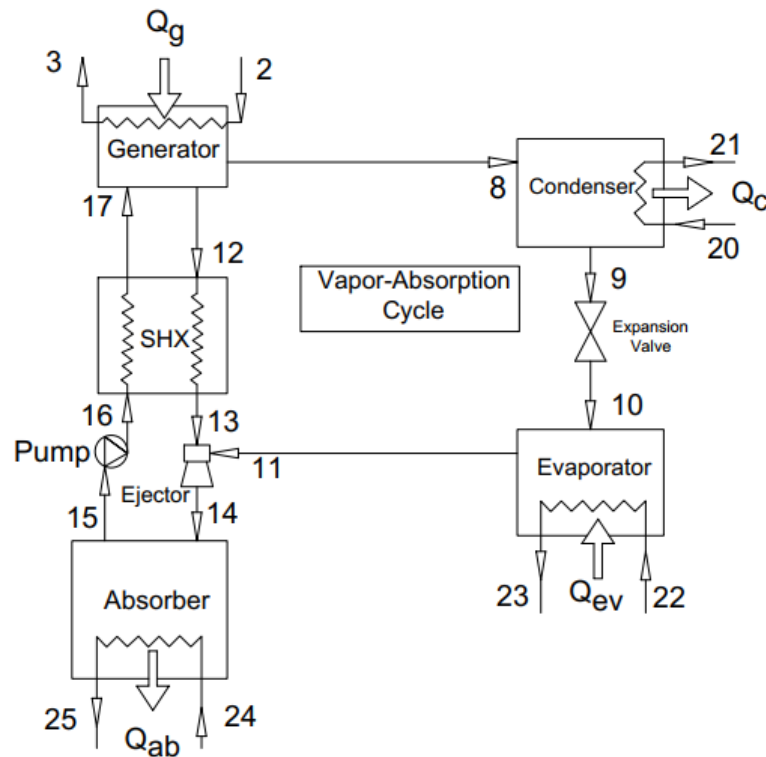 Qg
3
2
Generator
8
Condenser
21
Qc
20
17
12
9
Vapor-Absorption
Cycle
SHX
Expansion
Valve
16
13
10
Pump
11
Evaporator
Ejector
15
14
Absorber
23
Qev
22
25
Qab
24